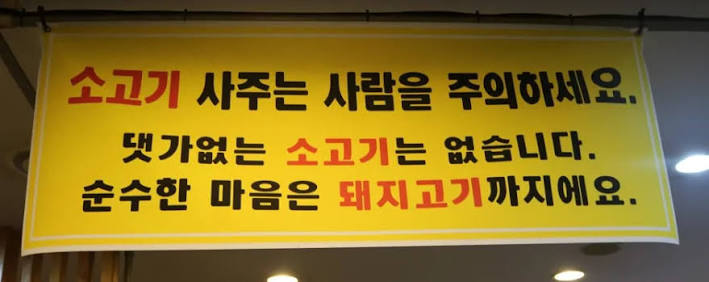 소고기 사주는 사람을 주의하세요.
댓가없는 소고기는 없습니다.
순수한 마음은 돼지고기까지에요.